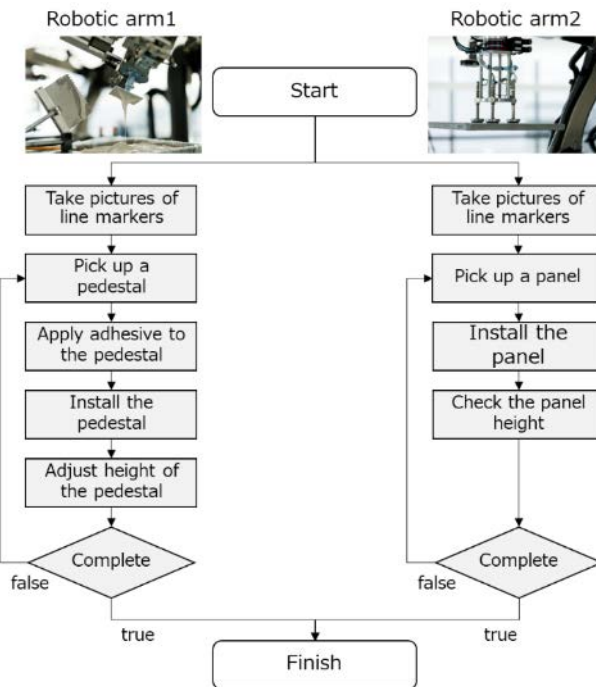 Robotic arm1
Robotic arm2
Start
Take pictures of
line markers
Pick up a
pedestal
Apply adhesive to
the pedestal
Install the
pedestal
Adjust height of
the pedestal
Complete
false
true
Take pictures of
line markers
Pick up a panel
Install the
panel
Check the panel
height
Complete
false
true
Finish